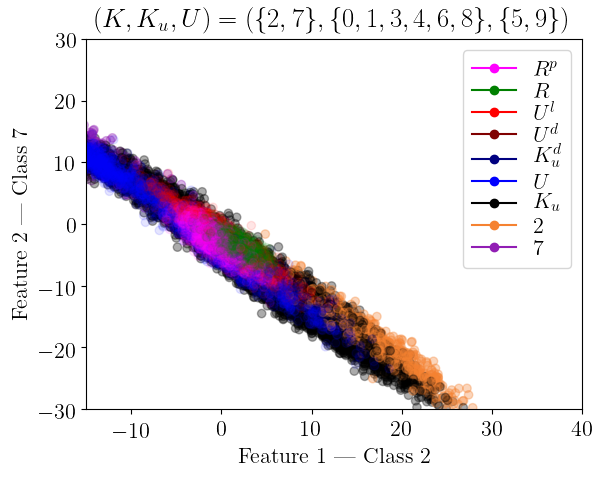 (K, K_u, U) = ({2, 7}, {0, 1, 3, 4, 6, 8}, {5, 9})
30
20
10
0
−10
−20
−30
Feature 2 — Class 7
R^p
R
U^l
U^d
K_u^d
U
K_u
2
7
−10
0
10
20
30
40
Feature 1 — Class 2